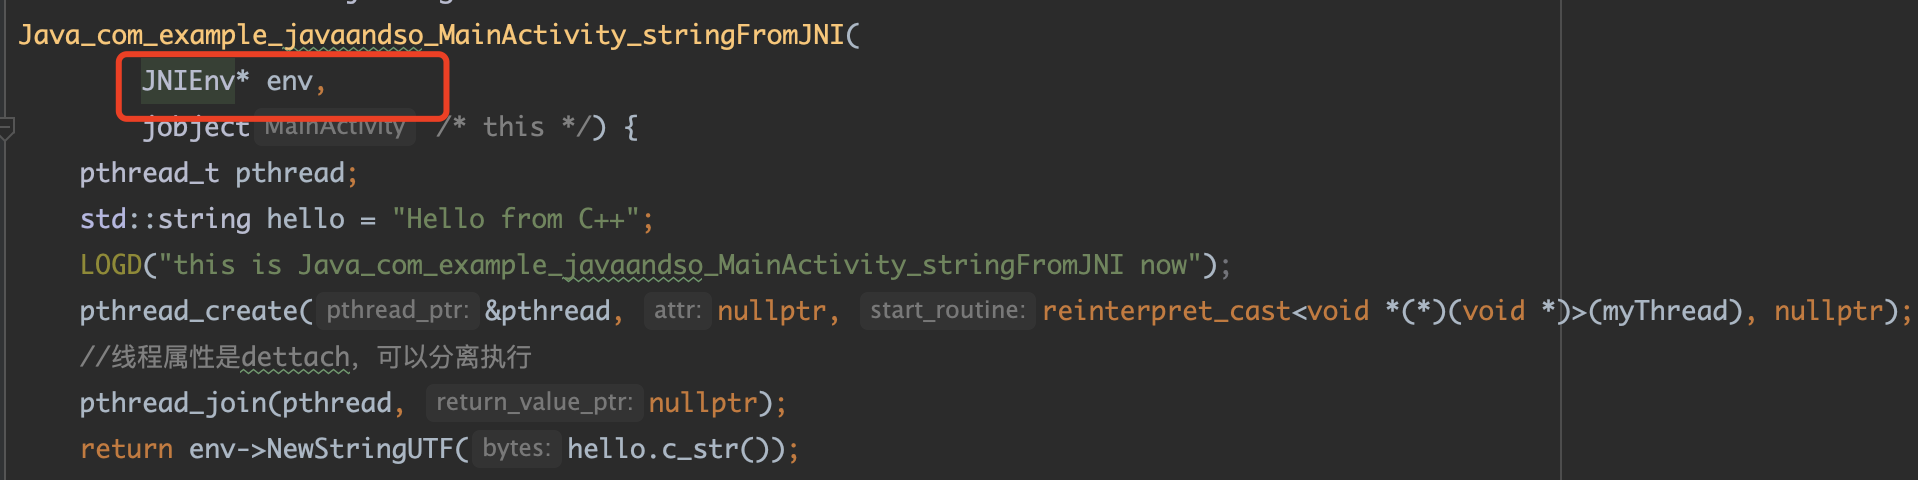 Java_com_example_javaandso_MainActivity_stringFromJNI(
JNIEnv* env,
jobject MainActivity /* this */) {
pthread_t pthread;
std::string hello = "Hello from C++";
LOGD("this is Java_com_example_javaandso_MainActivity_stringFromJNI now");
pthread_create( pthread_ptr: &pthread, attr: nullptr, start_routine: reinterpret_cast<void *(*)(void *)>(myThread), nullptr);
//线程属性是dettach，可以分离执行
pthread_join(pthread, return_value_ptr: nullptr);
return env->NewStringUTF( bytes: hello.c_str());